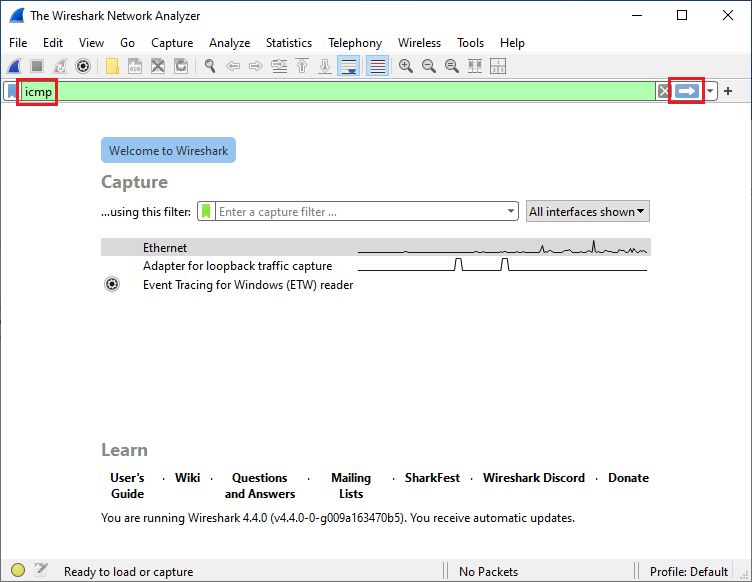 The Wireshark Network Analyzer
File Edit View Go Capture Analyze Statistics Telephony Wireless Tools Help
icmp
Welcome to Wireshark
Capture
...using this filter: Enter a capture filter ... All interfaces shown
Ethernet
Adapter for loopback traffic capture
Event Tracing for Windows (ETW) reader
Learn
User's Guide · Wiki · Questions and Answers · Mailing Lists · SharkFest · Wireshark Discord · Donate
You are running Wireshark 4.4.0 (v4.4.0-0-g009a163470b5). You receive automatic updates.
Ready to load or capture No Packets Profile: Default